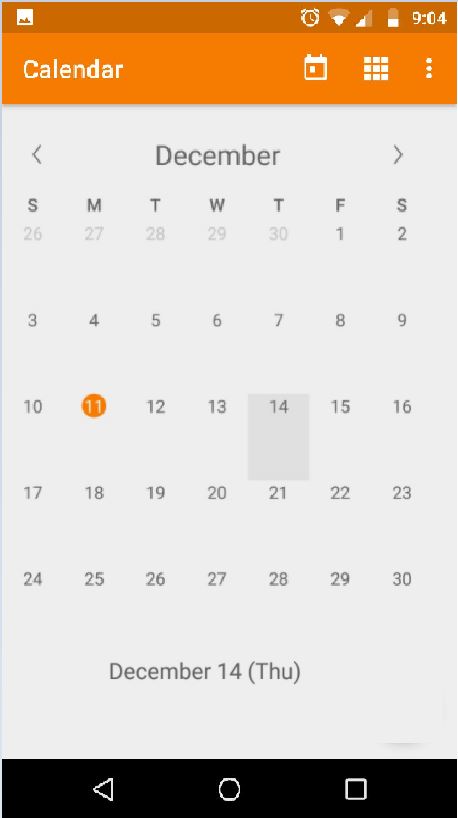 9:04
Calendar
December
S M T W T F S
26 27 28 29 30 1 2
3 4 5 6 7 8 9
10 11 12 13 14 15 16
17 18 19 20 21 22 23
24 25 26 27 28 29 30
December 14 (Thu)